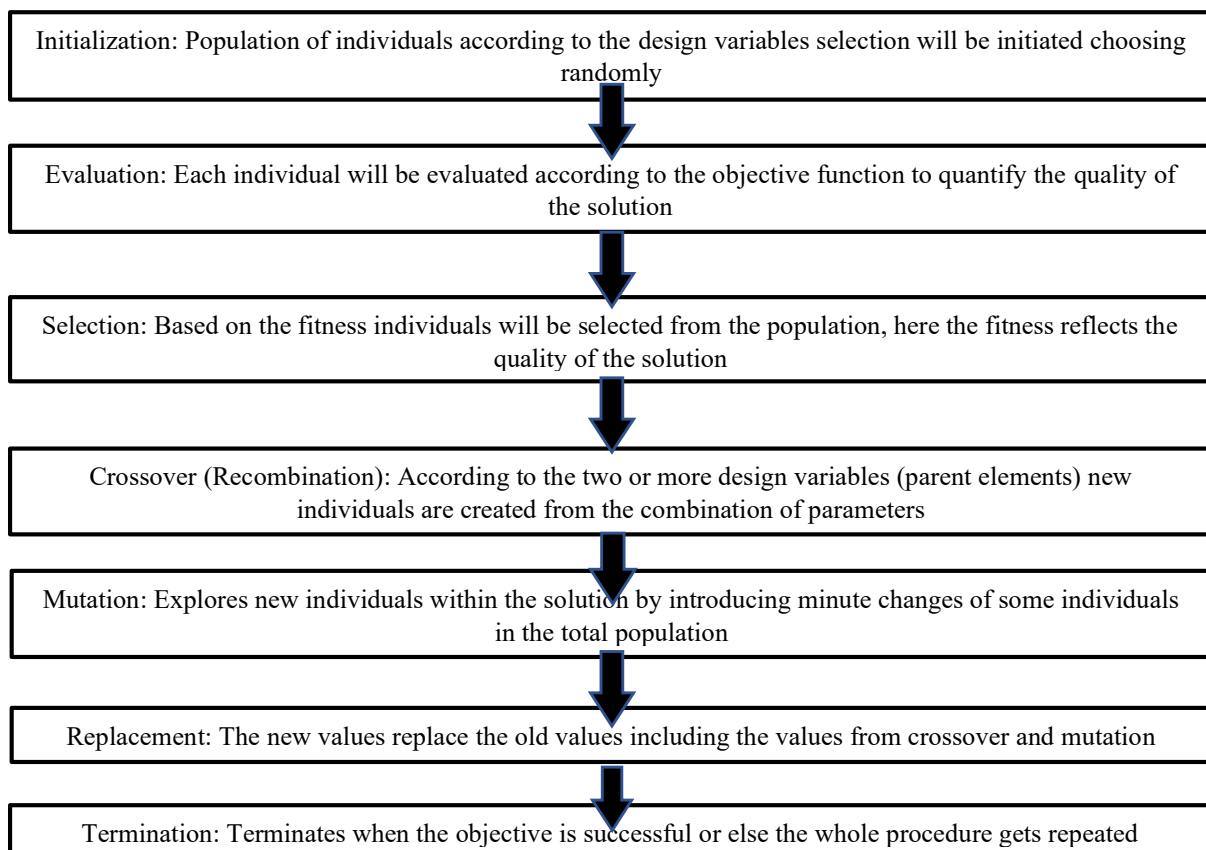 Initialization: Population of individuals according to the design variables selection will be initiated choosing
randomly
Evaluation: Each individual will be evaluated according to the objective function to quantify the quality of
the solution
Selection: Based on the fitness individuals will be selected from the population, here the fitness reflects the
quality of the solution
Crossover (Recombination): According to the two or more design variables (parent elements) new
individuals are created from the combination of parameters
Mutation: Explores new individuals within the solution by introducing minute changes of some individuals
in the total population
Replacement: The new values replace the old values including the values from crossover and mutation
Termination: Terminates when the objective is successful or else the whole procedure gets repeated